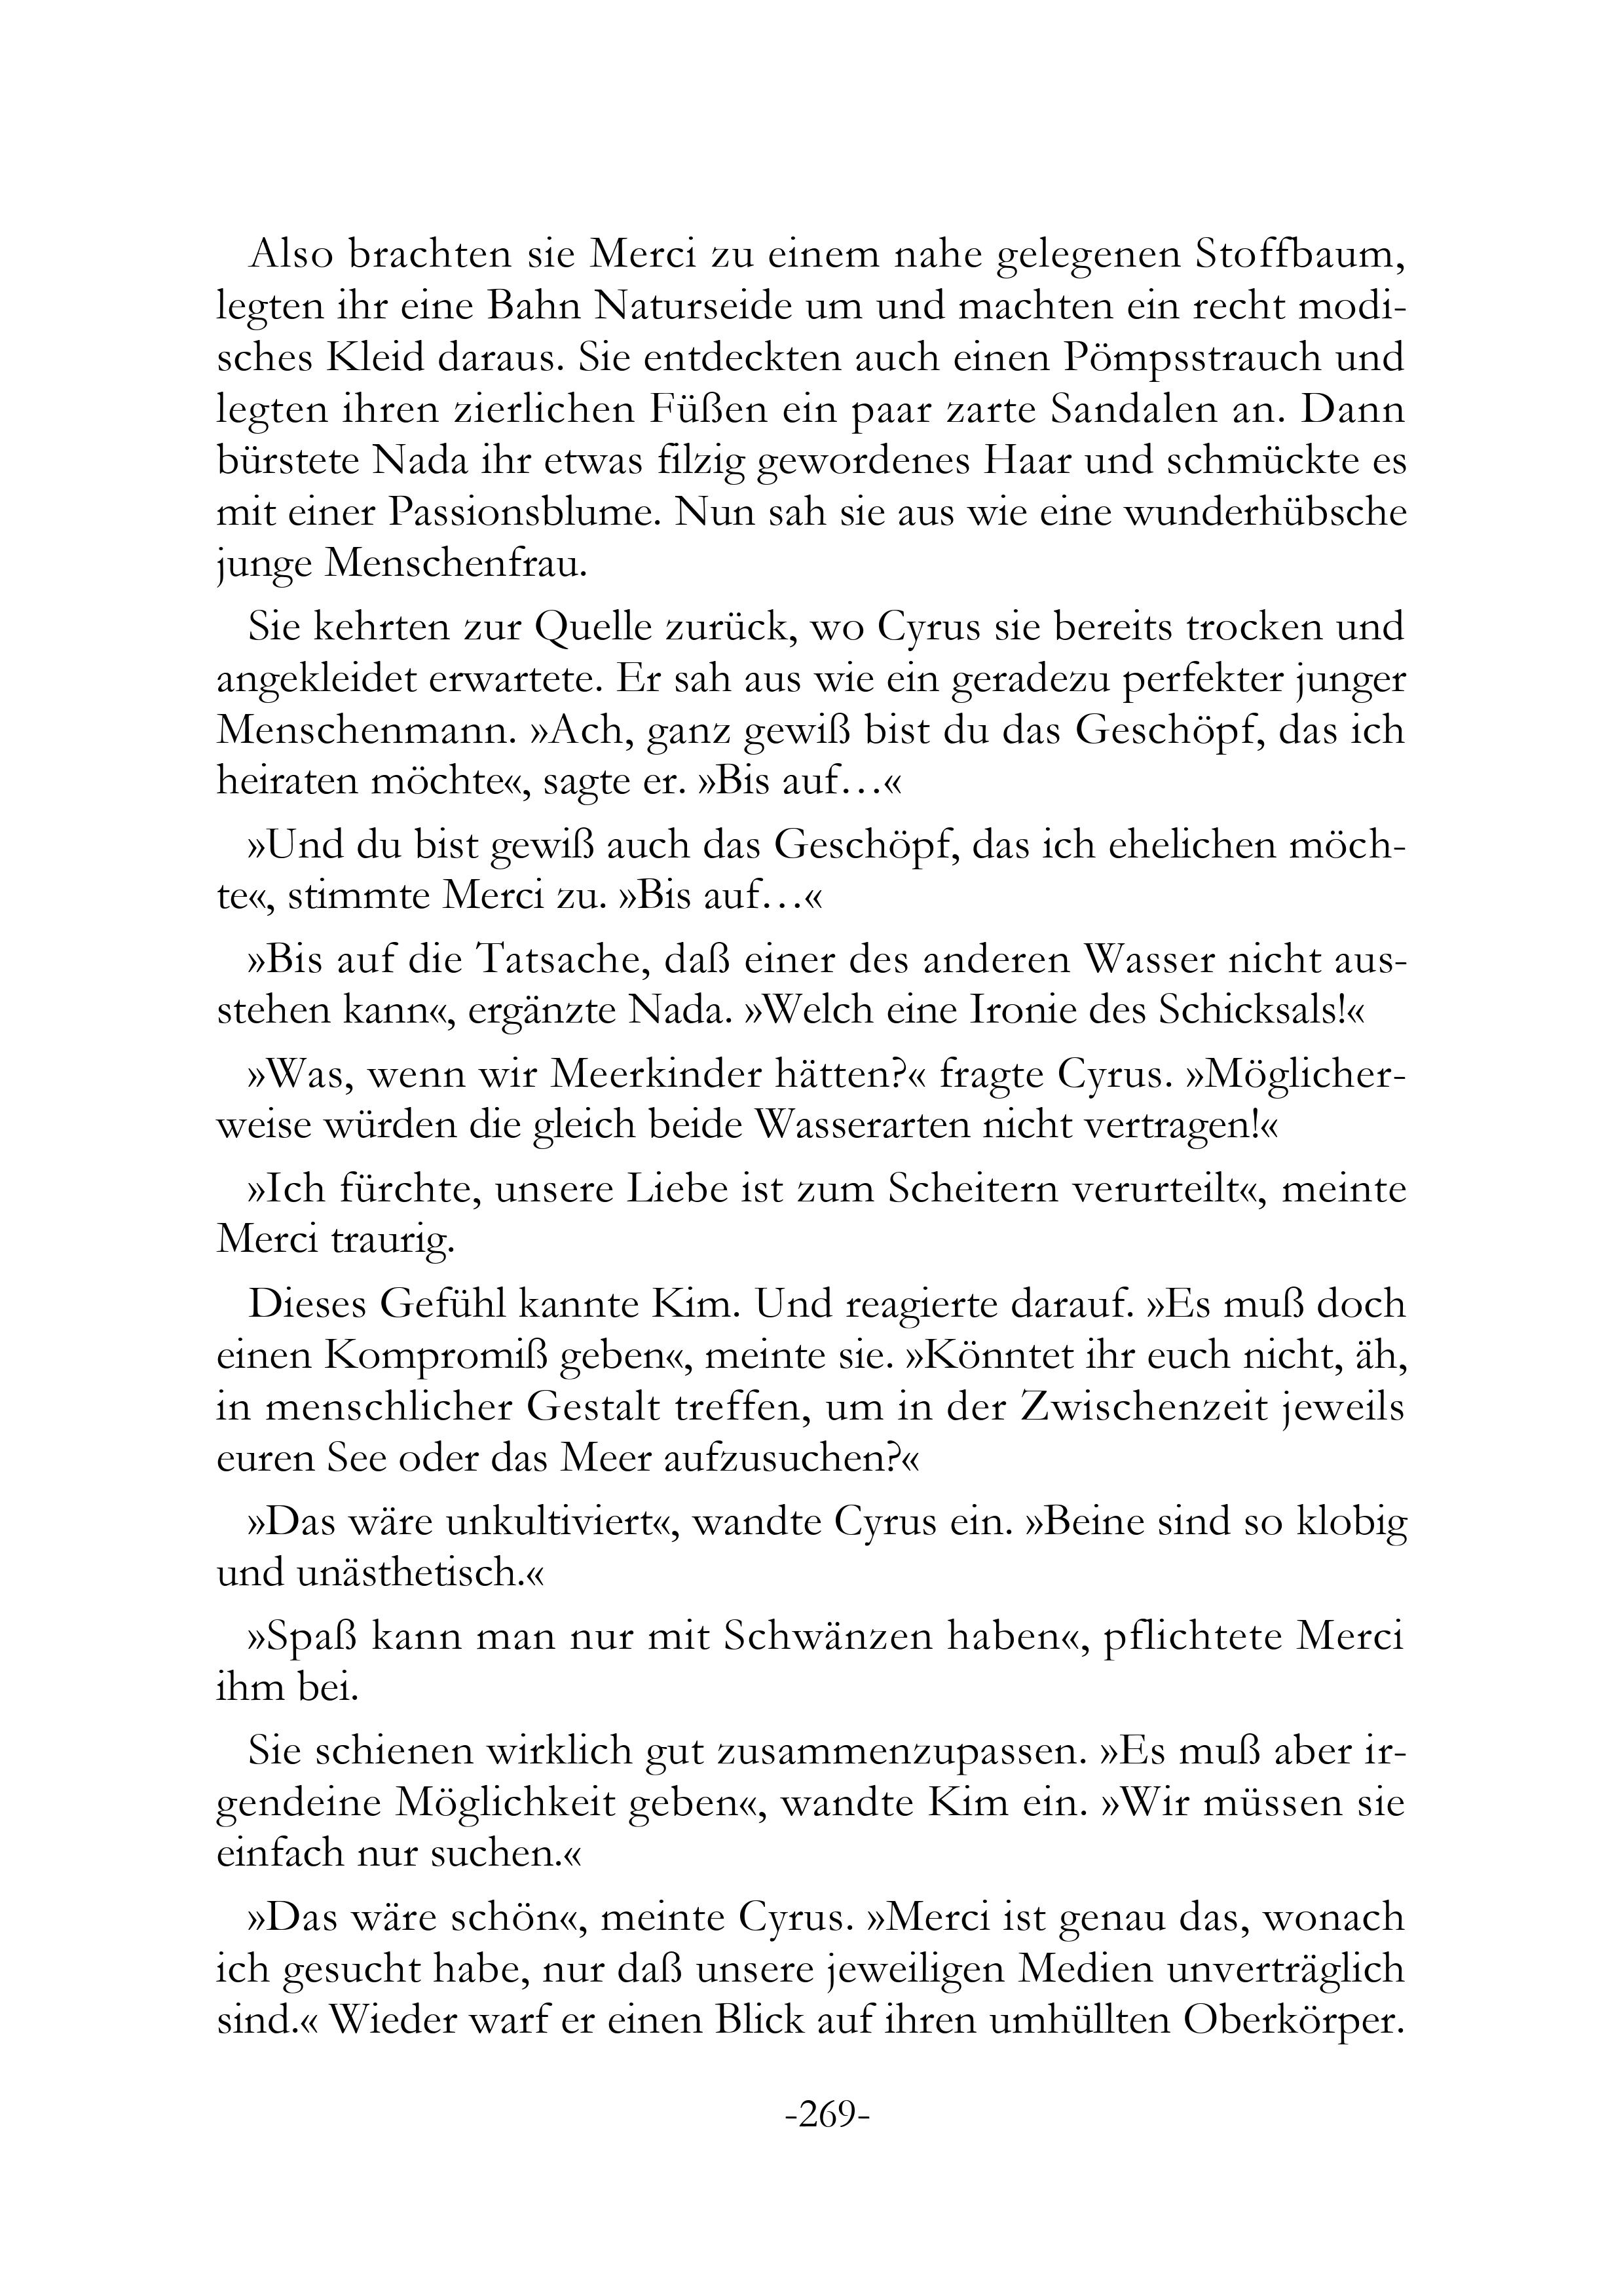 Also brachten sie Merci zu einem nahe gelegenen Stoffbaum,
legten ihr eine Bahn Naturseide um und machten ein recht modi-
sches Kleid daraus. Sie entdeckten auch einen Pömpsstrauch und
legten ihren zierlichen Füßen ein paar zarte Sandalen an. Dann
bürstete Nada ihr etwas filzig gewordenes Haar und schmückte es
mit einer Passionsblume. Nun sah sie aus wie eine wunderhübsche
junge Menschenfrau.
Sie kehrten zur Quelle zurück, wo Cyrus sie bereits trocken und
angekleidet erwartete. Er sah aus wie ein geradezu perfekter junger
Menschenmann. »Ach, ganz gewiß bist du das Geschöpf, das ich
heiraten möchte«, sagte er. »Bis auf…«
»Und du bist gewiß auch das Geschöpf, das ich ehelichen möch-
te«, stimmte Merci zu. »Bis auf…«
»Bis auf die Tatsache, daß einer des anderen Wasser nicht aus-
stehen kann«, ergänzte Nada. »Welch eine Ironie des Schicksals!«
»Was, wenn wir Meerkinder hätten?« fragte Cyrus. »Möglicher-
weise würden die gleich beide Wasserarten nicht vertragen!«
»Ich fürchte, unsere Liebe ist zum Scheitern verurteilt«, meinte
Merci traurig.
Dieses Gefühl kannte Kim. Und reagierte darauf. »Es muß doch
einen Kompromiß geben«, meinte sie. »Könntet ihr euch nicht, äh,
in menschlicher Gestalt treffen, um in der Zwischenzeit jeweils
euren See oder das Meer aufzusuchen?«
»Das wäre unkultiviert«, wandte Cyrus ein. »Beine sind so klobig
und unästhetisch.«
»Spaß kann man nur mit Schwänzen haben«, pflichtete Merci
ihm bei.
Sie schienen wirklich gut zusammenzupassen. »Es muß aber ir-
gendeine Möglichkeit geben«, wandte Kim ein. »Wir müssen sie
einfach nur suchen.«
»Das wäre schön«, meinte Cyrus. »Merci ist genau das, wonach
ich gesucht habe, nur daß unsere jeweiligen Medien unverträglich
sind.« Wieder warf er einen Blick auf ihren umhüllten Oberkörper.
-269-